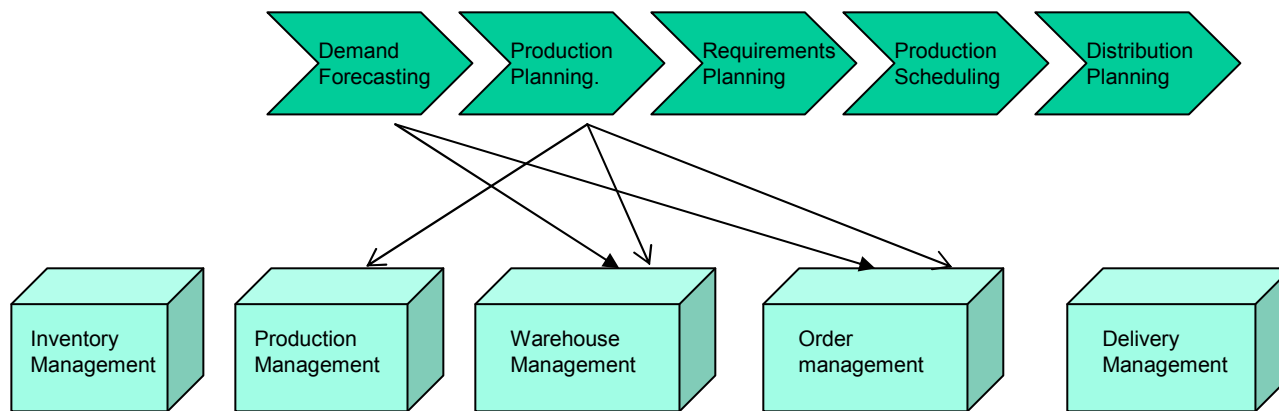 Demand
Forecasting
Production
Planning.
Requirements
Planning
Production
Scheduling
Distribution
Planning
Inventory
Management
Production
Management
Warehouse
Management
Order
management
Delivery
Management